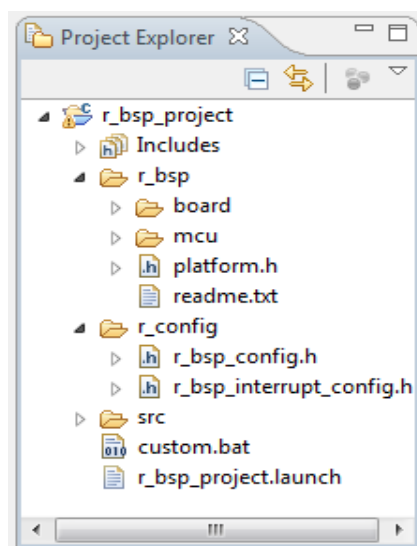 Project Explorer
r_bsp_project
Includes
r_bsp
board
mcu
platform.h
readme.txt
r_config
r_bsp_config.h
r_bsp_interrupt_config.h
src
custom.bat
r_bsp_project.launch